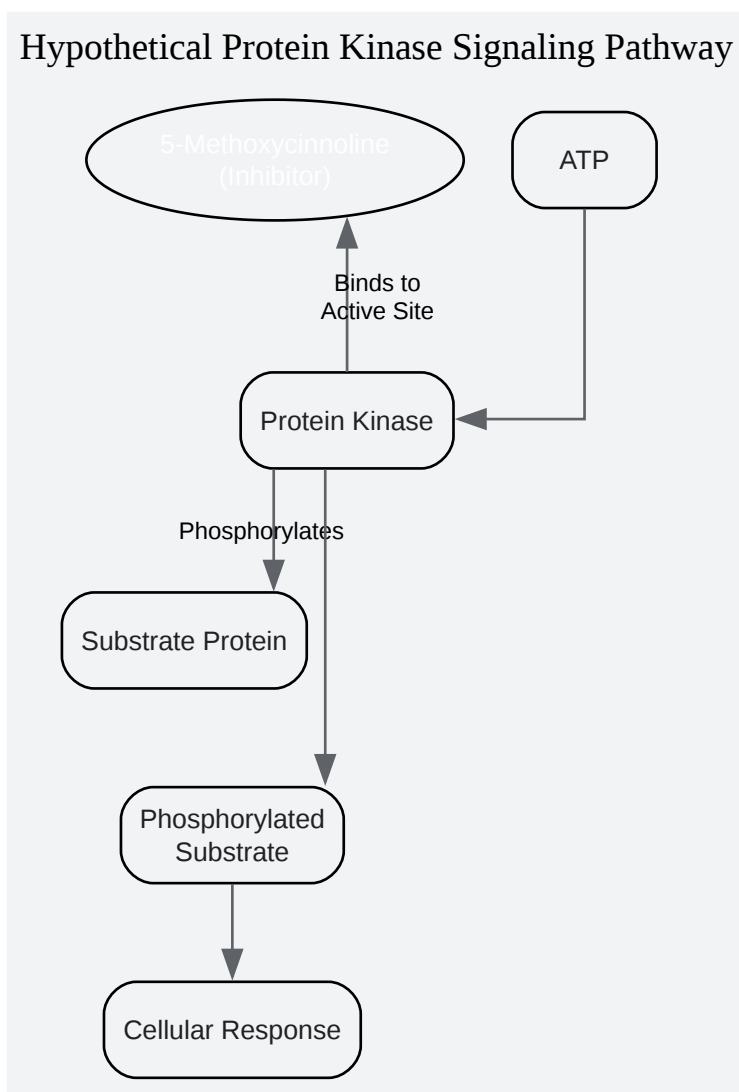 Hypothetical Protein Kinase Signaling Pathway
5-Methoxycinnoline
(Inhibitor)
ATP
Binds to
Active Site
Protein Kinase
Phosphorylates
Substrate Protein
Phosphorylated
Substrate
Cellular Response